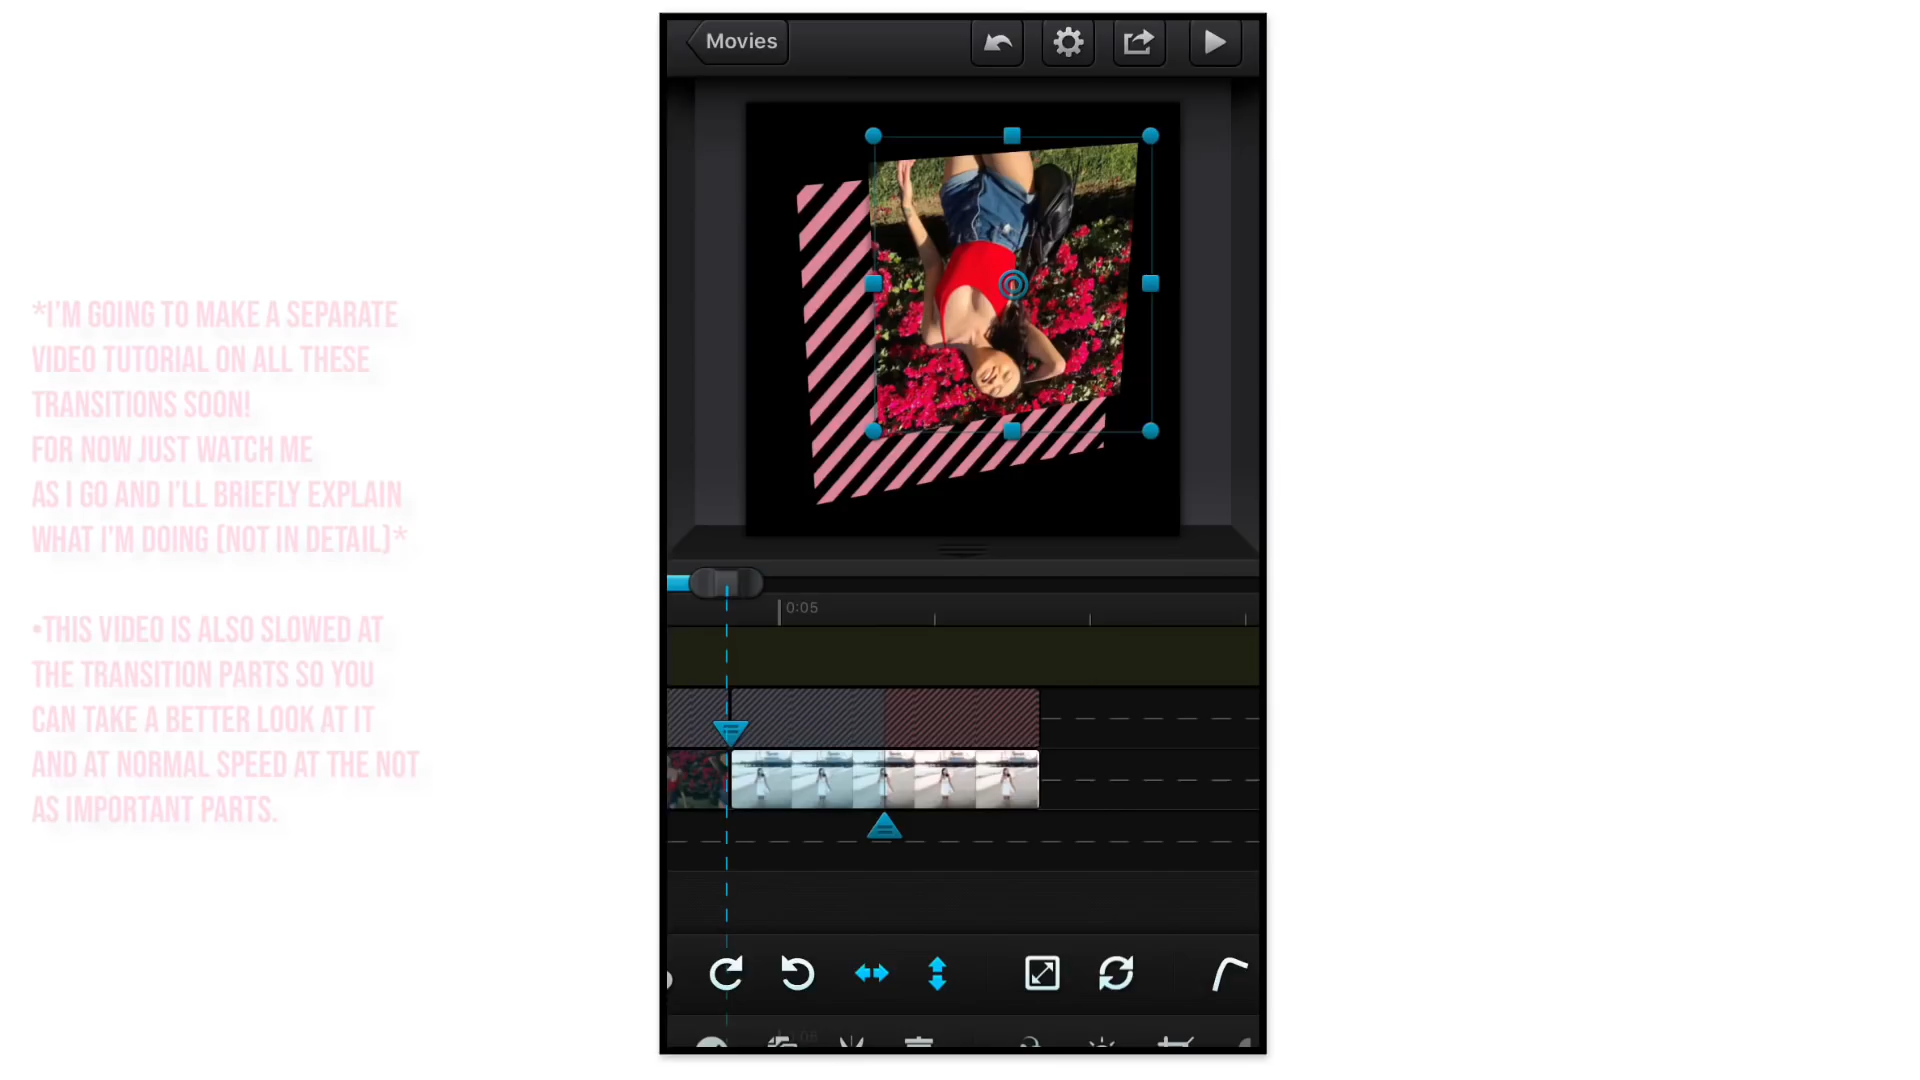 Movies
*I'M GOING TO MAKE A SEPARATE
VIDEO TUTORIAL ON ALL THESE
TRANSITIONS SOON!
FOR NOW JUST WATCH ME
AS I GO AND I'LL BRIEFLY EXPLAIN
WHAT I'M DOING (NOT IN DETAIL)*
•THIS VIDEO IS ALSO SLOWED AT
THE TRANSITION PARTS SO YOU
CAN TAKE A BETTER LOOK AT IT
AND AT NORMAL SPEED AT THE NOT
AS IMPORTANT PARTS.
0:05